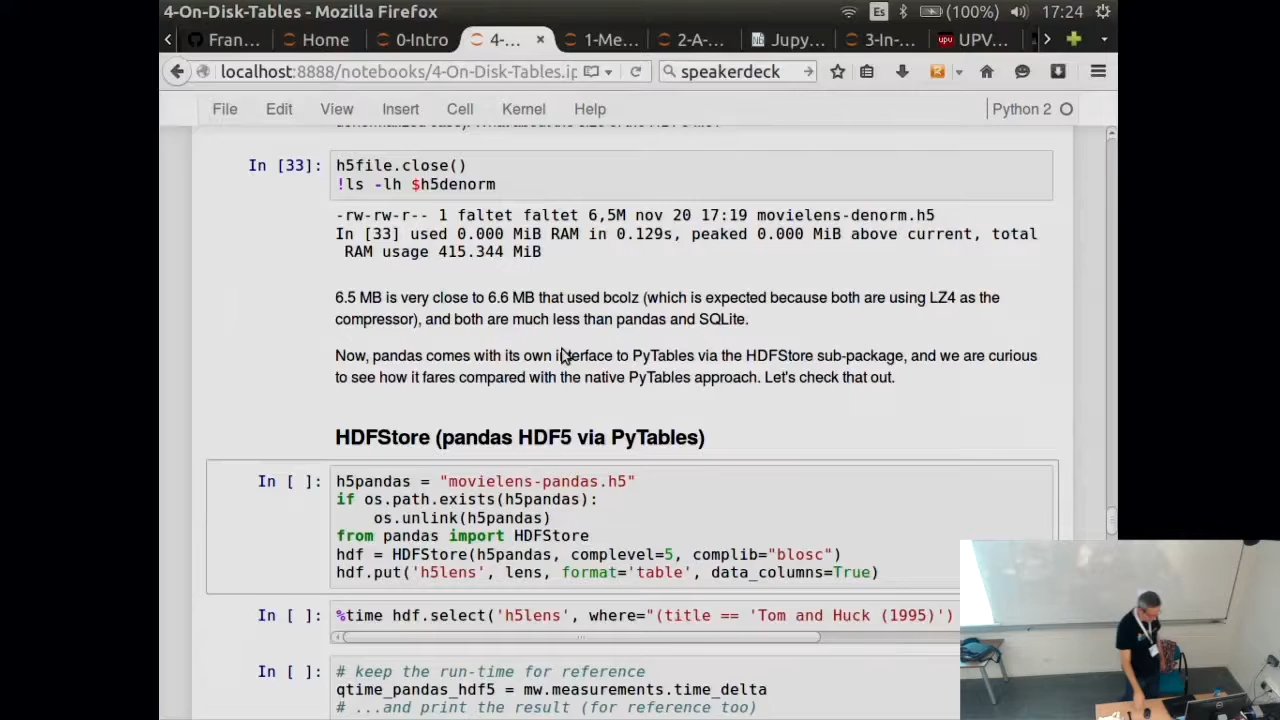 4-On-Disk-Tables - Mozilla Firefox
Es (100%) 17:24
Fran... Home 0-Intro 4-... × 1-Me... 2-A-... Jupy... 3-In-... upv UPV...
localhost:8888/notebooks/4-On-Disk-Tables.ip speakerdeck
File Edit View Insert Cell Kernel Help Python 2
In [33]: h5file.close()
!ls -lh $h5denorm
-rw-rw-r-- 1 faltet faltet 6,5M nov 20 17:19 movielens-denorm.h5
In [33] used 0.000 MiB RAM in 0.129s, peaked 0.000 MiB above current, total
RAM usage 415.344 MiB
6.5 MB is very close to 6.6 MB that used bcolz (which is expected because both are using LZ4 as the
compressor), and both are much less than pandas and SQLite.
Now, pandas comes with its own interface to PyTables via the HDFStore sub-package, and we are curious
to see how it fares compared with the native PyTables approach. Let's check that out.
HDFStore (pandas HDF5 via PyTables)
In [ ]: h5pandas = "movielens-pandas.h5"
if os.path.exists(h5pandas):
os.unlink(h5pandas)
from pandas import HDFStore
hdf = HDFStore(h5pandas, complevel=5, complib="blosc")
hdf.put('h5lens', lens, format='table', data_columns=True)
In [ ]: %time hdf.select('h5lens', where="(title == 'Tom and Huck (1995)')
In [ ]: # keep the run-time for reference
qtime_pandas_hdf5 = mw.measurements.time_delta
# ...and print the result (for reference too)